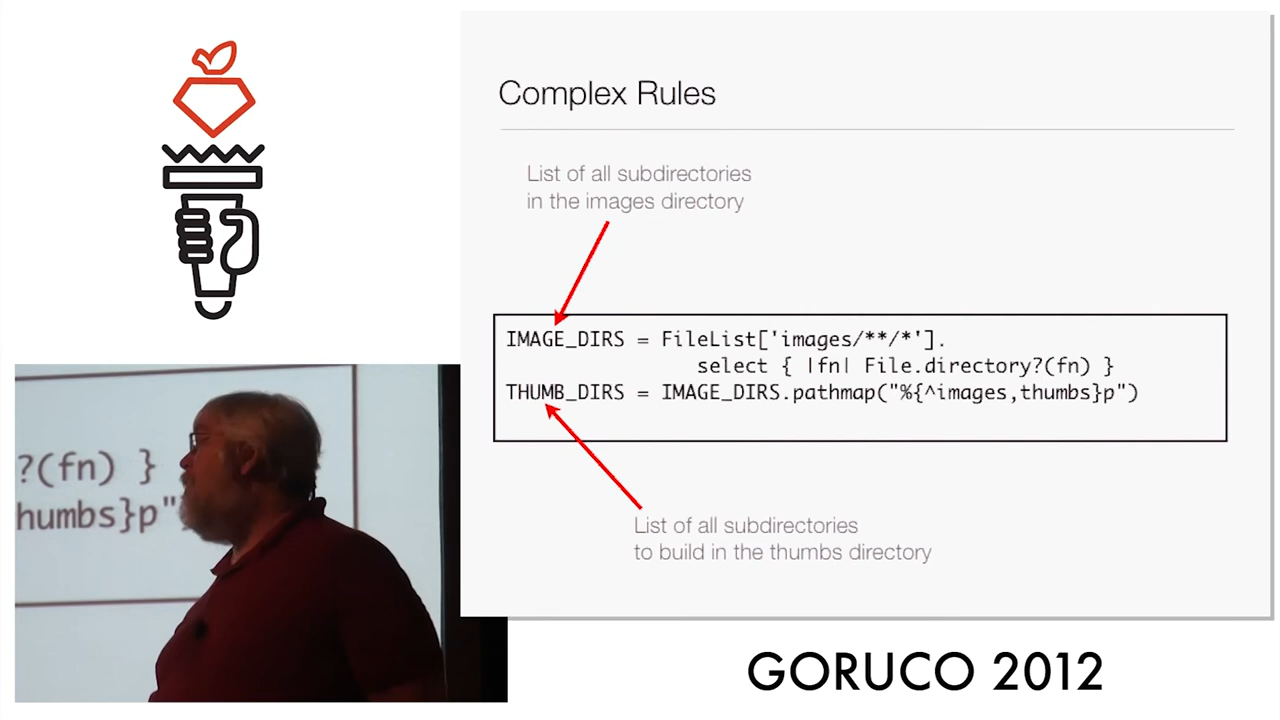 Complex Rules
List of all subdirectories
in the images directory
IMAGE_DIRS = FileList['images/**/*'].
select { |fn| File.directory?(fn) }
THUMB_DIRS = IMAGE_DIRS.pathmap("%{^images,thumbs}p")
List of all subdirectories
to build in the thumbs directory
?(fn) }
humbs}p"
GORUCO 2012